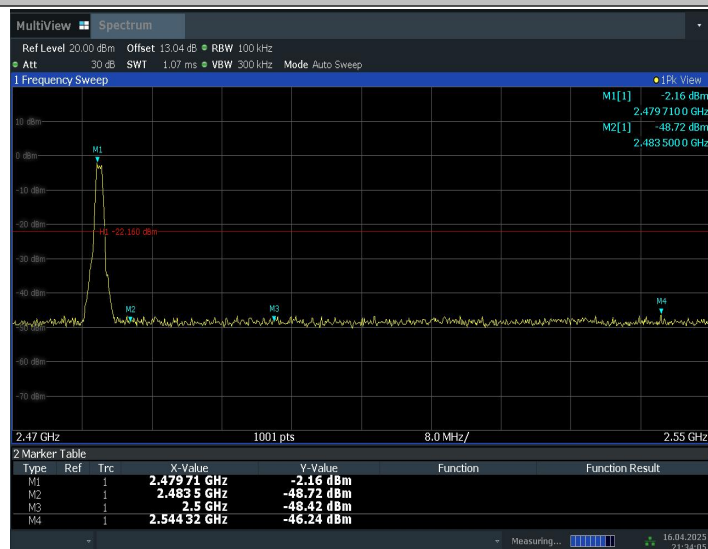 MultiView Spectrum
Ref Level 20.00 dBm Offset 13.04 dB RBW 100 kHz
Att 30 dB SWT 1.07 ms VBW 300 kHz Mode Auto Sweep
1 Frequency Sweep 1Pk View
M1[1] -2.16 dBm
2.4797100 GHz
M2[1] -48.72 dBm
2.4835000 GHz
10 dBm
M1
0 dBm
-10 dBm
-20 dBm
H1 -22.160 dBm
-30 dBm
-40 dBm
M2 M3 M4
-50 dBm
-60 dBm
-70 dBm
2.47 GHz 1001 pts 8.0 MHz/ 2.55 GHz
2 Marker Table
Type Ref Trc X-Value Y-Value Function Function Result
M1 1 2.479 71 GHz -2.16 dBm
M2 1 2.483 5 GHz -48.72 dBm
M3 1 2.5 GHz -48.42 dBm
M4 1 2.544 32 GHz -46.24 dBm
Measuring... 16.04.2025
21:34:05